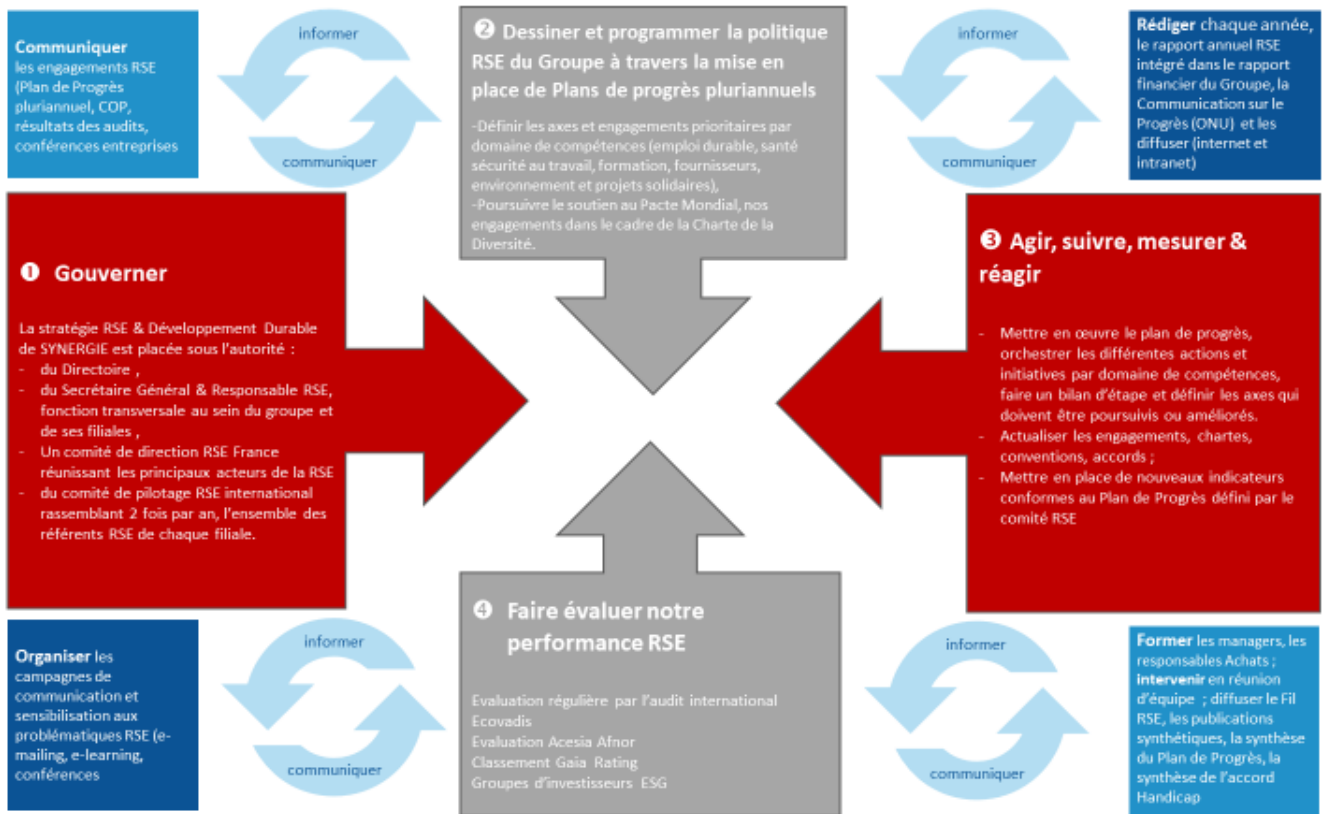 Communiquer
les engagements RSE
(Plan de Progrès
pluriannuel, COP,
résultats des audits,
conférences entreprises
informer
communiquer
❷ Dessiner et programmer la politique
RSE du Groupe à travers la mise en
place de Plans de progrès pluriannuels
-Définir les axes et engagements prioritaires par
domaine de compétences (emploi durable, santé
sécurité au travail, formation, fournisseurs,
environnement et projets solidaires),
-Poursuivre le soutien au Pacte Mondial, nos
engagements dans le cadre de la Charte de la
Diversité.
informer
communiquer
Rédiger chaque année,
le rapport annuel RSE
intégré dans le rapport
financier du Groupe, la
Communication sur le
Progrès (ONU) et les
diffuser (internet et
intranet)
❶ Gouverner
La stratégie RSE & Développement Durable
de SYNERGIE est placée sous l'autorité :
- du Directoire ,
- du Secrétaire Général & Responsable RSE,
fonction transversale au sein du groupe et
de ses filiales ,
- Un comité de direction RSE France
réunissant les principaux acteurs de la RSE
- du comité de pilotage RSE international
rassemblant 2 fois par an, l'ensemble des
référents RSE de chaque filiale.
❸ Agir, suivre, mesurer &
réagir
- Mettre en œuvre le plan de progrès,
orchestrer les différentes actions et
initiatives par domaine de compétences,
faire un bilan d'étape et définir les axes qui
doivent être poursuivis ou améliorés.
- Actualiser les engagements, chartes,
conventions, accords ;
- Mettre en place de nouveaux indicateurs
conformes au Plan de Progrès défini par le
comité RSE
Organiser les
campagnes de
communication et
sensibilisation aux
problématiques RSE (e-
mailing, e-learning,
conférences
informer
communiquer
❹ Faire évaluer notre
performance RSE
Evaluation régulière par l'audit international
Ecovadis
Evaluation Acesia Afnor
Classement Gaia Rating
Groupes d'investisseurs ESG
informer
communiquer
Former les managers, les
responsables Achats ;
intervenir en réunion
d'équipe ; diffuser le Fil
RSE, les publications
synthétiques, la synthèse
du Plan de Progrès, la
synthèse de l'accord
Handicap